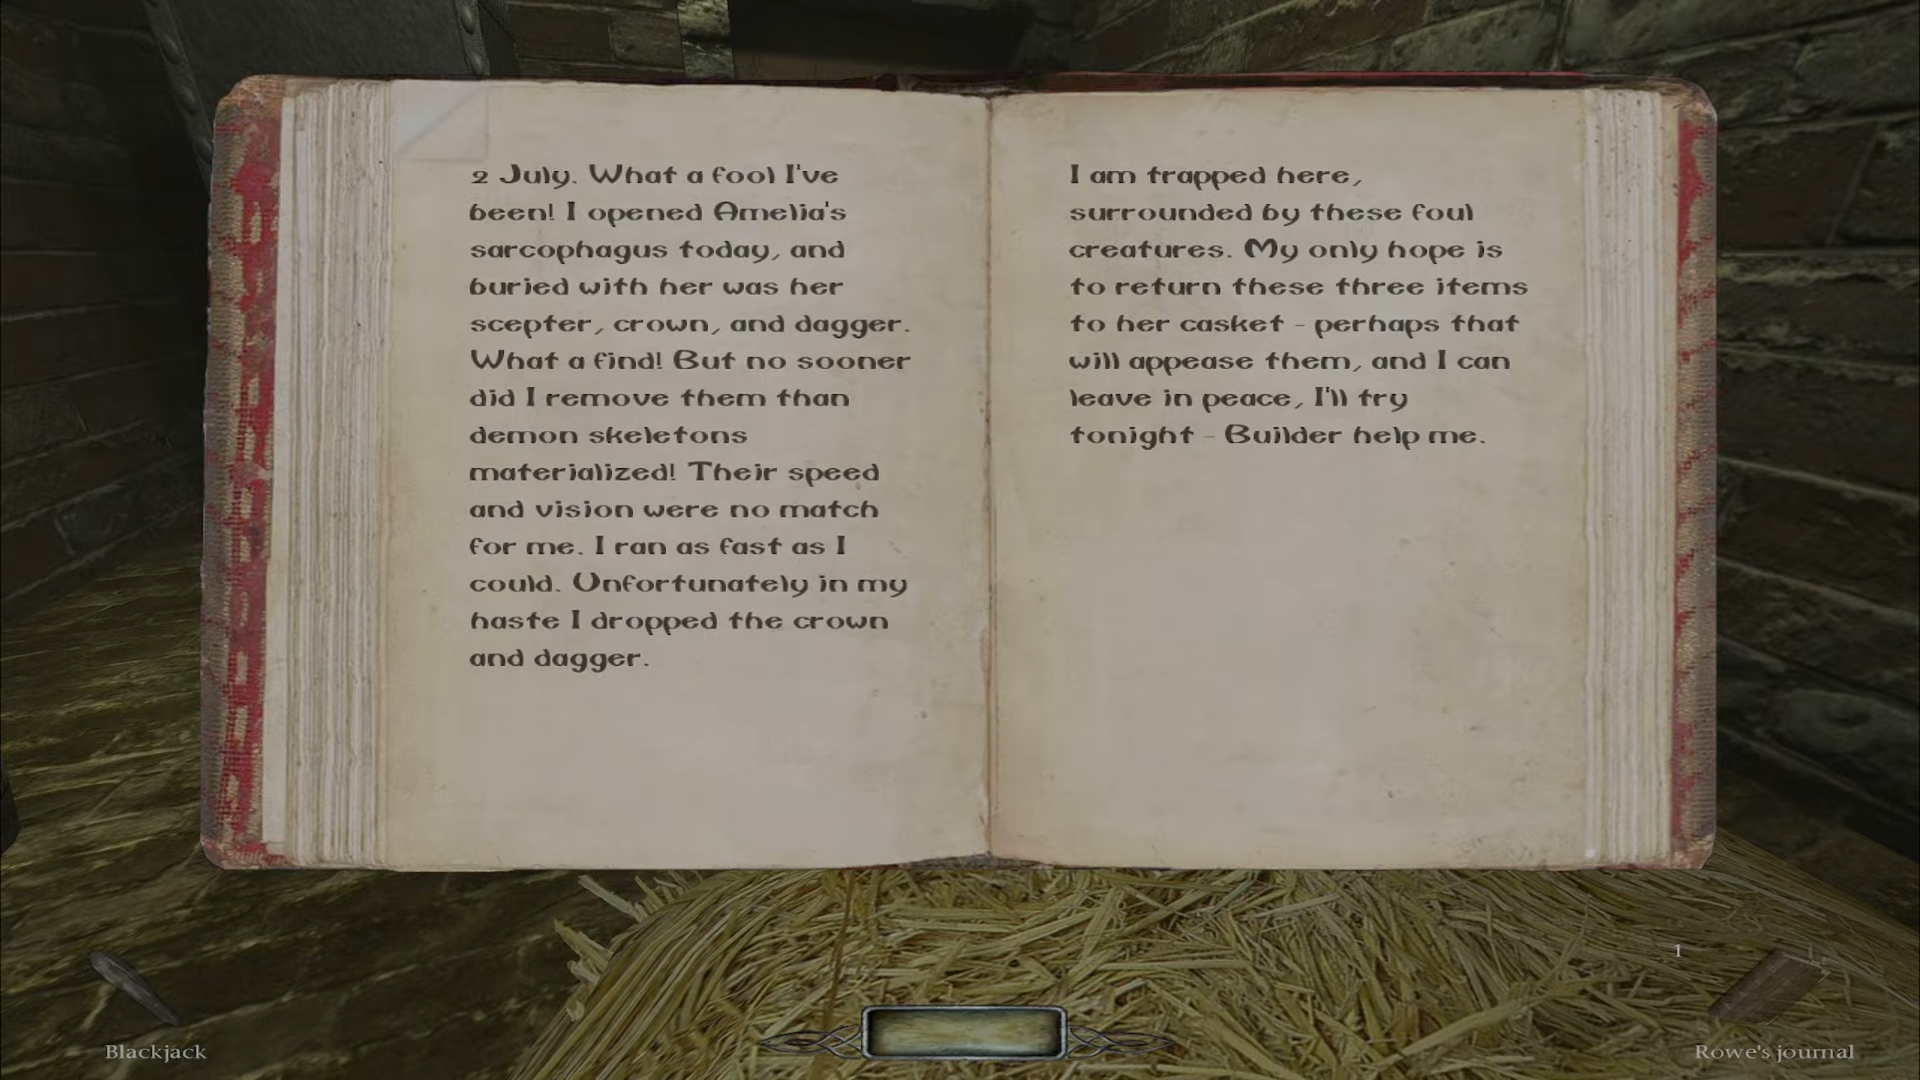 2 July. What a fool I've
been! I opened Amelia's
sarcophagus today, and
buried with her was her
scepter, crown, and dagger.
What a find! But no sooner
did I remove them than
demon skeletons
materialized! Their speed
and vision were no match
for me. I ran as fast as I
could. Unfortunately in my
haste I dropped the crown
and dagger.
I am trapped here,
surrounded by these foul
creatures. My only hope is
to return these three items
to her casket - perhaps that
will appease them, and I can
leave in peace, I'll try
tonight - Builder help me.
1
Blackjack
Rowe's journal